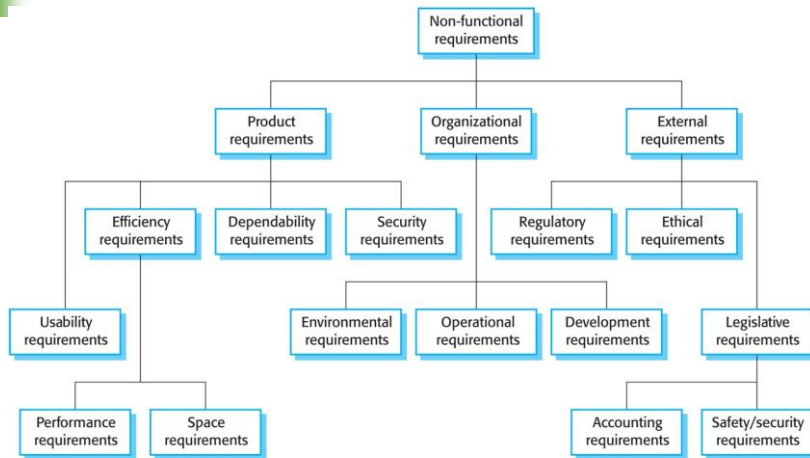 Non-functional
requirements
Product
requirements
Organizational
requirements
External
requirements
Efficiency
requirements
Dependability
requirements
Security
requirements
Regulatory
requirements
Ethical
requirements
Usability
requirements
Environmental
requirements
Operational
requirements
Development
requirements
Legislative
requirements
Performance
requirements
Space
requirements
Accounting
requirements
Safety/security
requirements